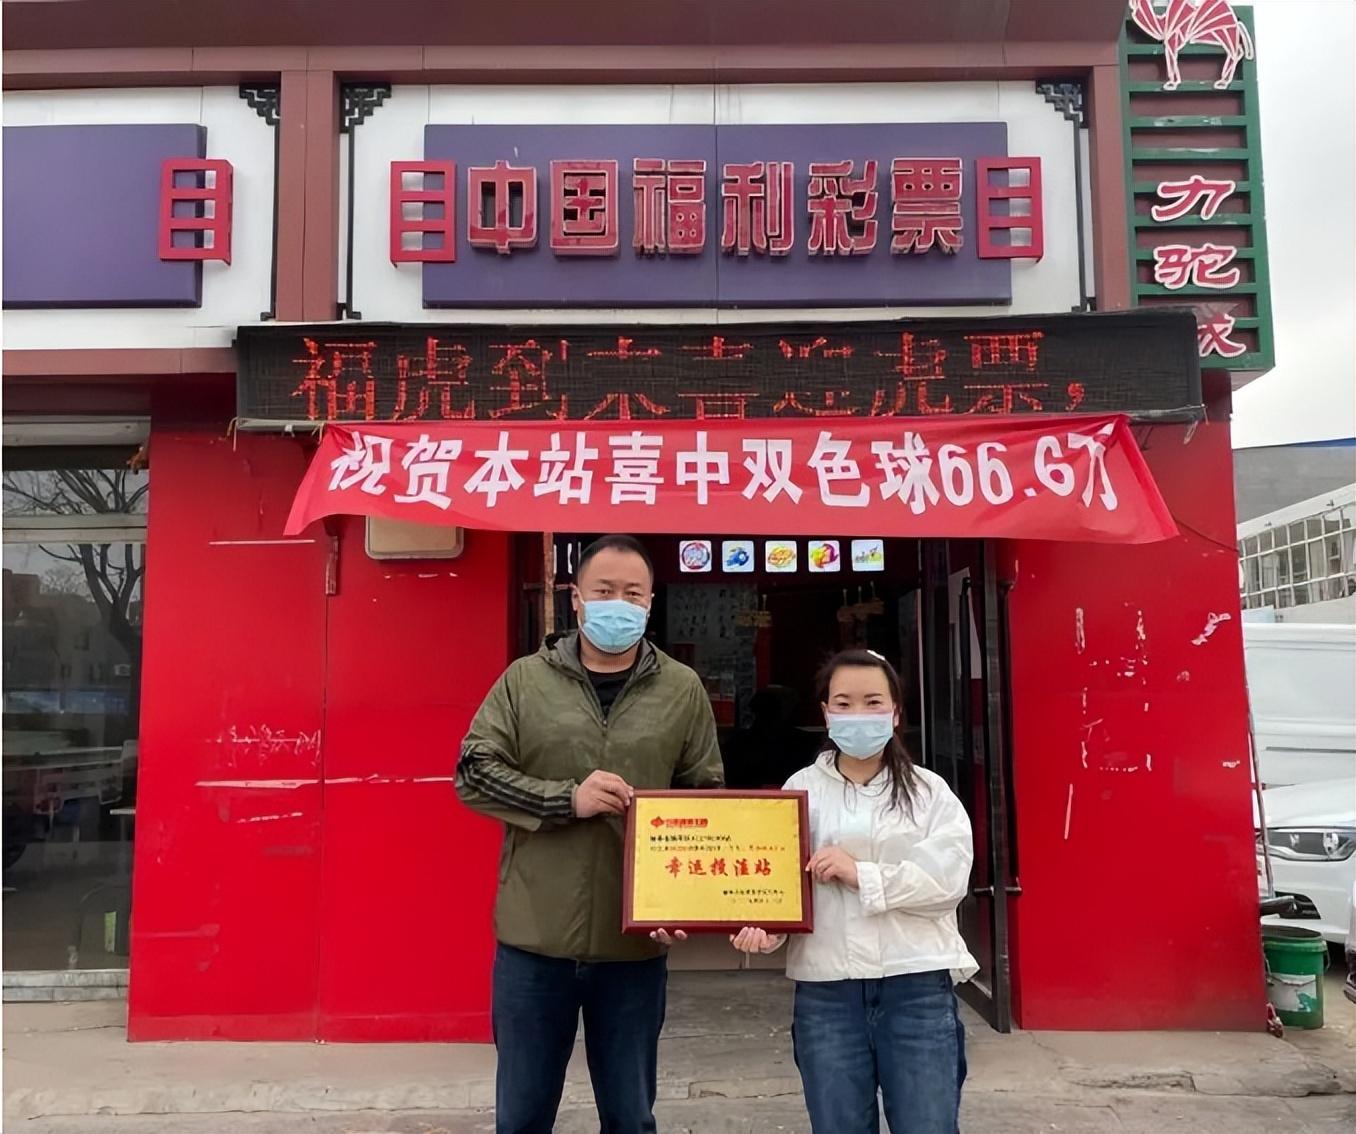 中国福利彩票
力驼成
福虎到来喜迎虎票，
祝贺本站喜中双色球66.6万
幸运投注站